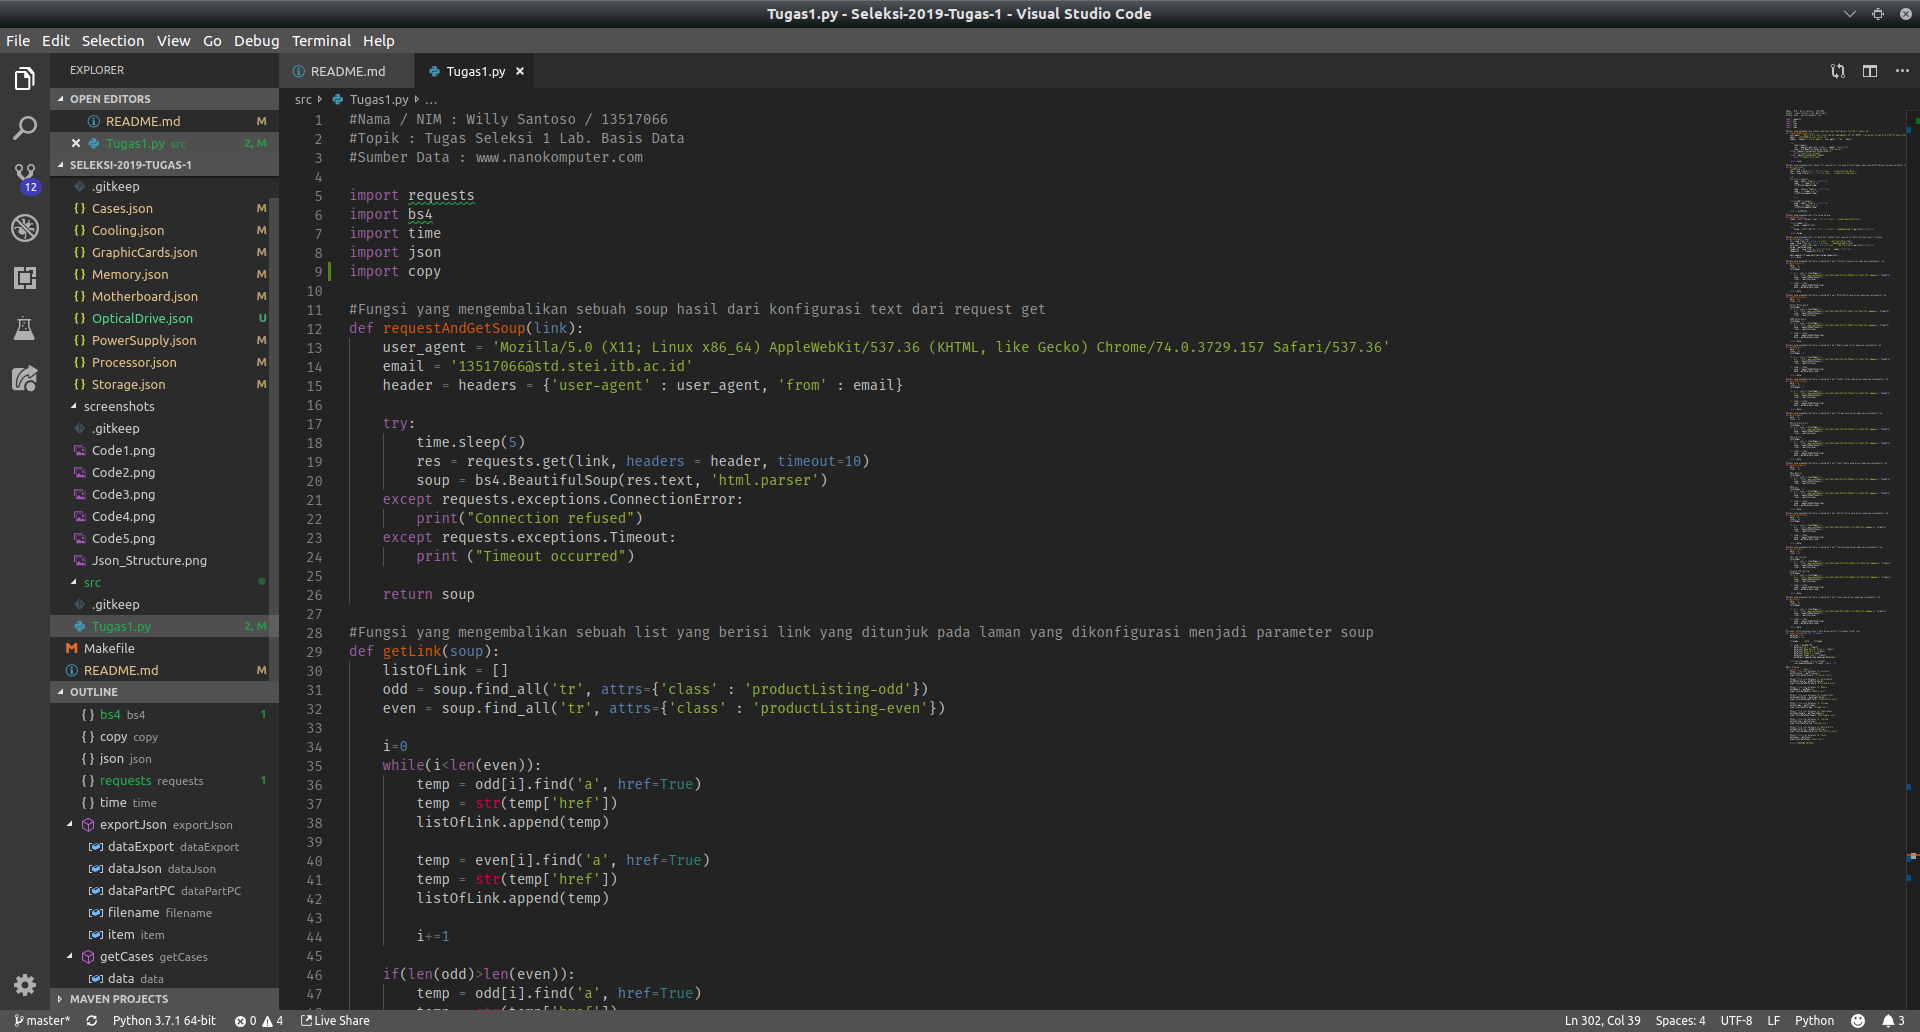 Tugas1.py - Seleksi-2019-Tugas-1 - Visual Studio Code
File Edit Selection View Go Debug Terminal Help
EXPLORER
OPEN EDITORS
README.md M
Tugas1.py src 2, M
SELEKSI-2019-TUGAS-1
.gitkeep
{} Cases.json M
{} Cooling.json M
{} GraphicCards.json M
{} Memory.json M
{} Motherboard.json M
{} OpticalDrive.json U
{} PowerSupply.json M
{} Processor.json M
{} Storage.json M
screenshots
.gitkeep
Code1.png
Code2.png
Code3.png
Code4.png
Code5.png
Json_Structure.png
src
.gitkeep
Tugas1.py 2, M
Makefile
README.md M
OUTLINE
{} bs4 bs4 1
{} copy copy
{} json json
{} requests requests 1
{} time time
exportJson exportJson
dataExport dataExport
dataJson dataJson
dataPartPC dataPartPC
filename filename
item item
getCases getCases
data data
MAVEN PROJECTS
12
README.md Tugas1.py
src Tugas1.py ...
1 #Nama / NIM : Willy Santoso / 13517066
2 #Topik : Tugas Seleksi 1 Lab. Basis Data
3 #Sumber Data : www.nanokomputer.com
4
5 import requests
6 import bs4
7 import time
8 import json
9 import copy
10
11 #Fungsi yang mengembalikan sebuah soup hasil dari konfigurasi text dari request get
12 def requestAndGetSoup(link):
13     user_agent = 'Mozilla/5.0 (X11; Linux x86_64) AppleWebKit/537.36 (KHTML, like Gecko) Chrome/74.0.3729.157 Safari/537.36'
14     email = '13517066@std.stei.itb.ac.id'
15     header = headers = {'user-agent' : user_agent, 'from' : email}
16
17     try:
18         time.sleep(5)
19         res = requests.get(link, headers = header, timeout=10)
20         soup = bs4.BeautifulSoup(res.text, 'html.parser')
21     except requests.exceptions.ConnectionError:
22         print("Connection refused")
23     except requests.exceptions.Timeout:
24         print ("Timeout occurred")
25
26     return soup
27
28 #Fungsi yang mengembalikan sebuah list yang berisi link yang ditunjuk pada laman yang dikonfigurasi menjadi parameter soup
29 def getLink(soup):
30     listOfLink = []
31     odd = soup.find_all('tr', attrs={'class' : 'productListing-odd'})
32     even = soup.find_all('tr', attrs={'class' : 'productListing-even'})
33
34     i=0
35     while(i<len(even)):
36         temp = odd[i].find('a', href=True)
37         temp = str(temp['href'])
38         listOfLink.append(temp)
39
40         temp = even[i].find('a', href=True)
41         temp = str(temp['href'])
42         listOfLink.append(temp)
43
44         i+=1
45
46     if(len(odd)>len(even)):
47         temp = odd[i].find('a', href=True)
master* Python 3.7.1 64-bit 0 4 Live Share Ln 302, Col 39 Spaces: 4 UTF-8 LF Python 3